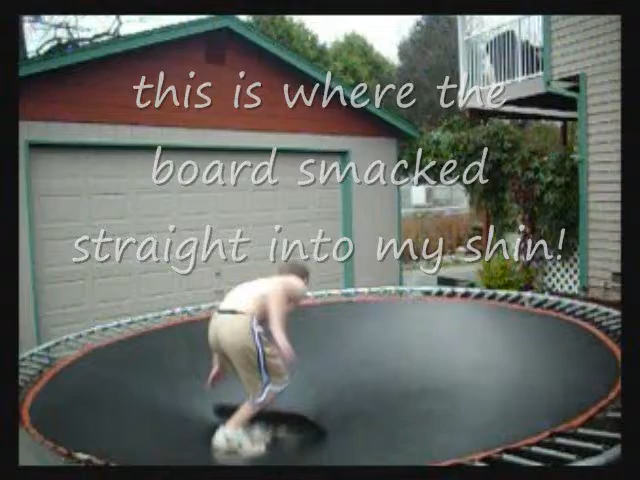 this is where the
board smacked
straight into my shin!